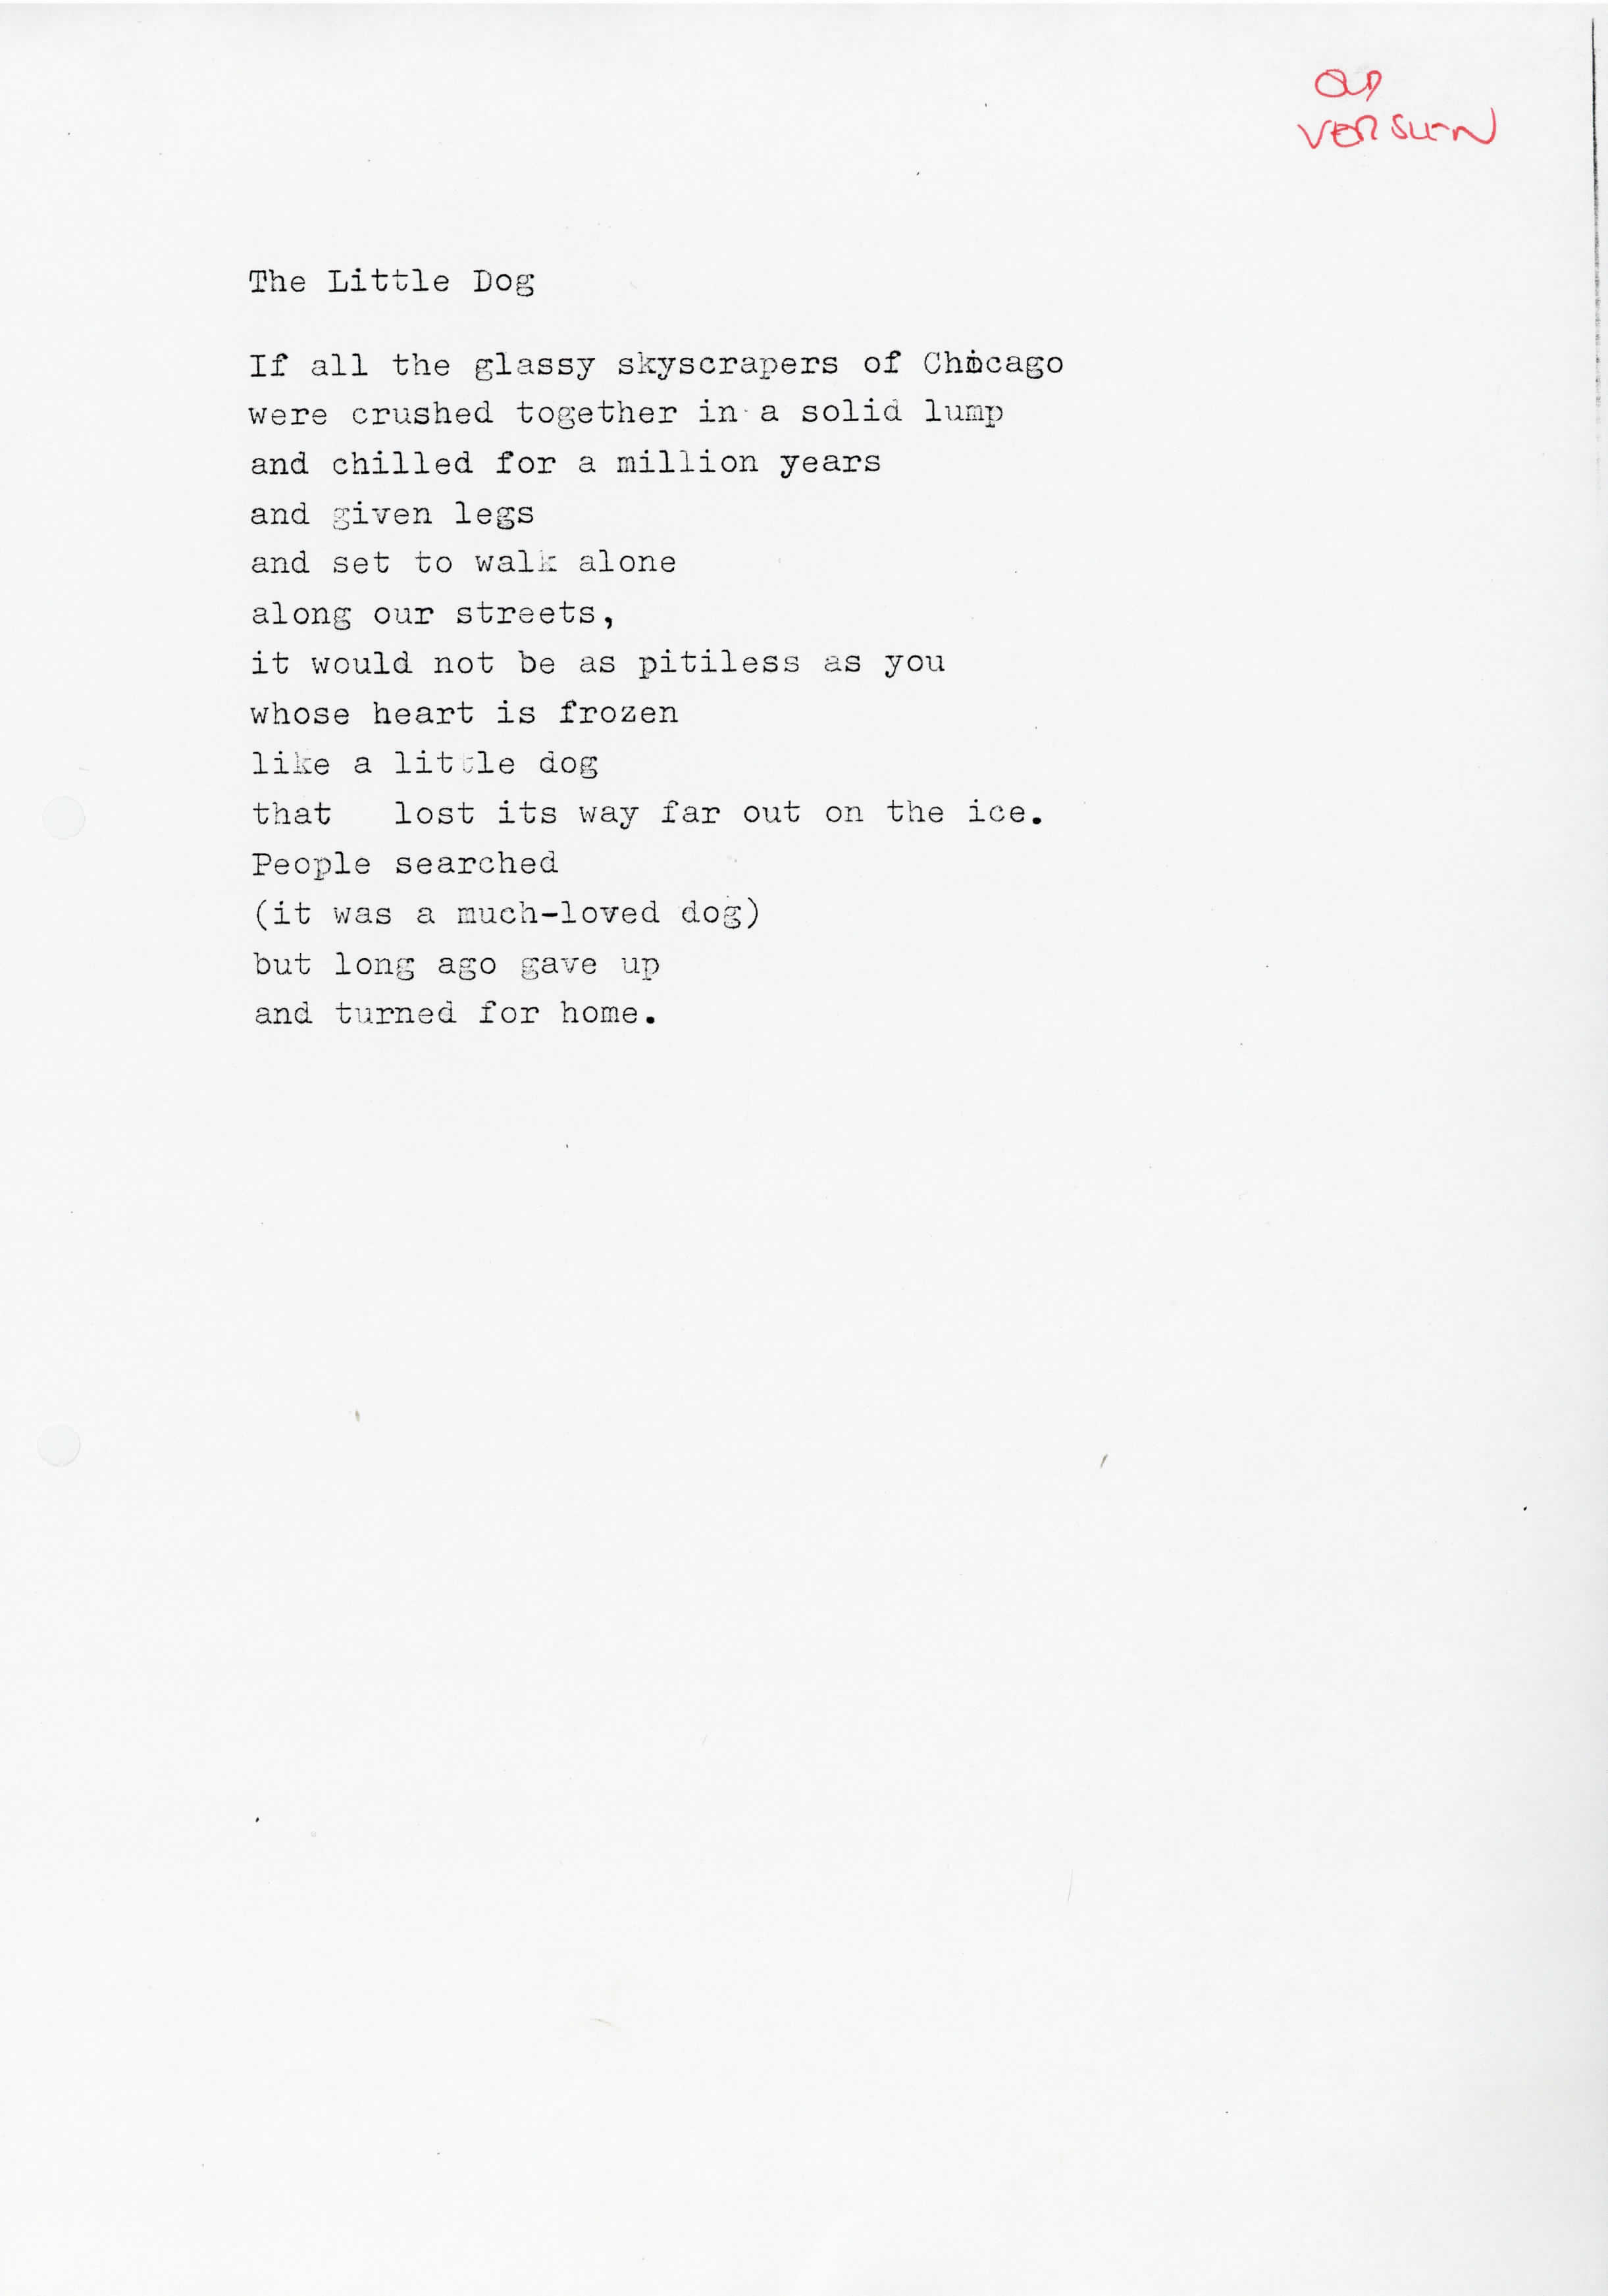 OLD
VERSION
The Little Dog
If all the glassy skyscrapers of Chicago
were crushed together in a solid lump
and chilled for a million years
and given legs
and set to walk alone
along our streets,
it would not be as pitiless as you
whose heart is frozen
like a little dog
that   lost its way far out on the ice.
People searched
(it was a much-loved dog)
but long ago gave up
and turned for home.